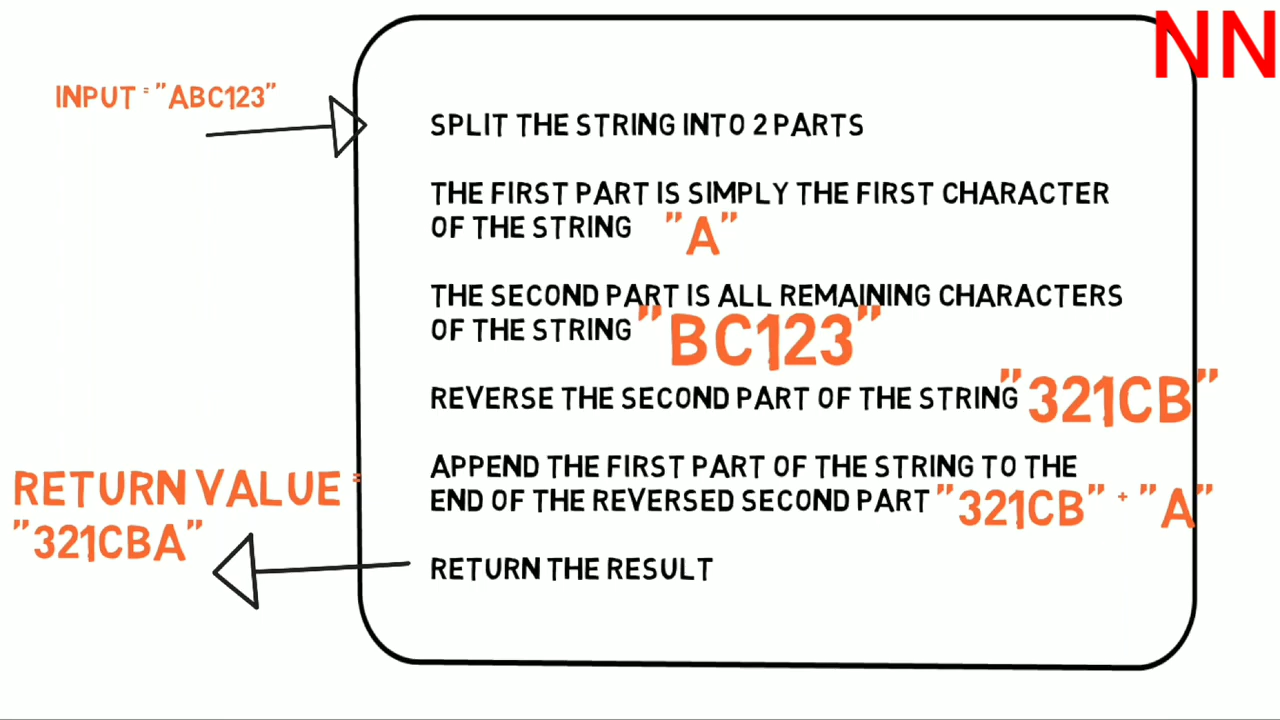 NN
INPUT = "ABC123"
SPLIT THE STRING INTO 2 PARTS
THE FIRST PART IS SIMPLY THE FIRST CHARACTER
OF THE STRING "A"
THE SECOND PART IS ALL REMAINING CHARACTERS
OF THE STRING "BC123"
REVERSE THE SECOND PART OF THE STRING "321CB"
APPEND THE FIRST PART OF THE STRING TO THE
END OF THE REVERSED SECOND PART "321CB" + "A"
RETURN THE RESULT
RETURN VALUE =
"321CBA"